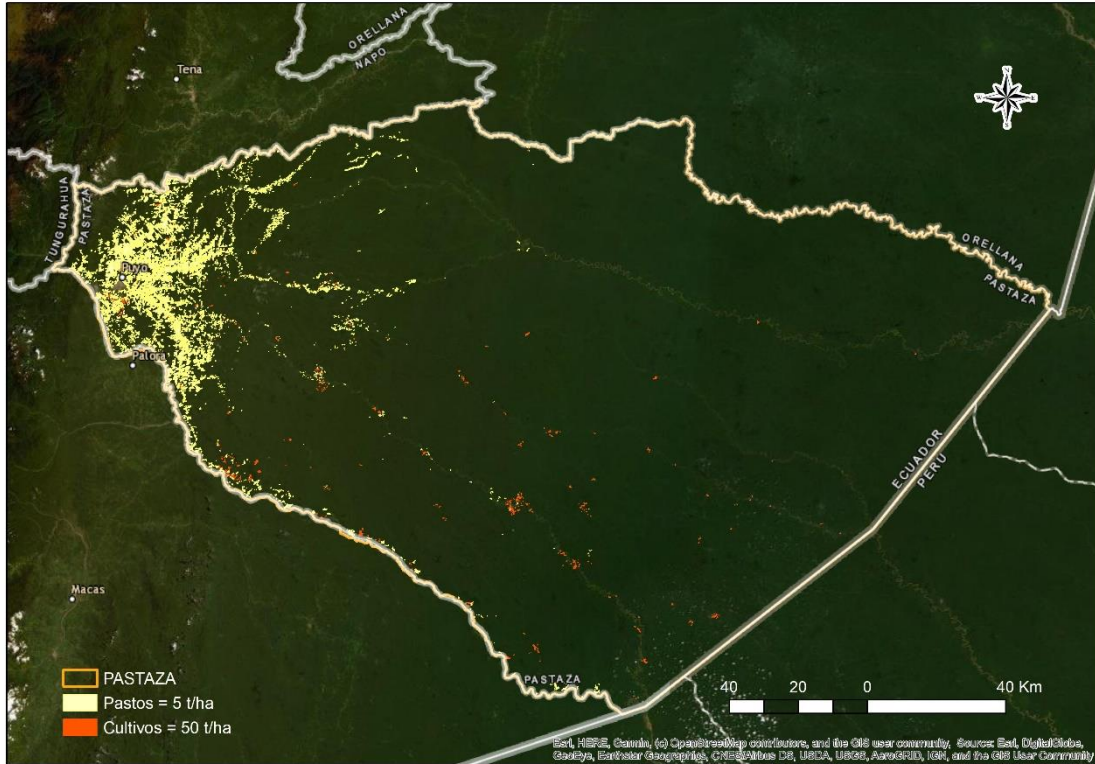 ORELLANA
NAPO
Tena
N
W
E
S
TUNGURAHUA
PASTAZA
Puyo
Palora
ORELLANA
PASTAZA
ECUADOR
PERU
Macas
PASTAZA
PASTAZA
Pastos = 5 t/ha
Cultivos = 50 t/ha
40 20 0 40 Km
Esri, HERE, Garmin, (c) OpenStreetMap contributors, and the GIS user community, Source: Esri, DigitalGlobe,
GeoEye, Earthstar Geographics, CNES/Airbus DS, USDA, USGS, AeroGRID, IGN, and the GIS User Community